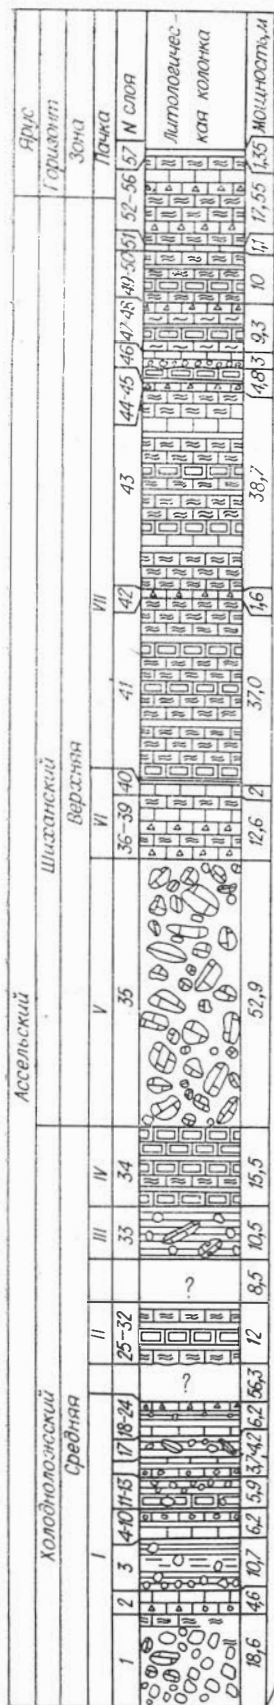 Ярус
Ассельский
Горизонт
Холодноложский
Шиханский
Зона
Средняя
Верхняя
Пачка
I
II
III
IV
V
VI
VII
N слоя
1
2
3
4-10
11-13
17
18-24
25-32
33
34
35
36-39
40
41
42
43
44-45
46
47-48
49-50
51
52-56
57
Литологичес-
кая колонка
?
?
Мощность,м
18,6
4,6
10,7
6,2
5,9
3,7
4,2
6,2
56,3
12
8,5
10,5
15,5
52,9
12,6
2
37,0
1,6
38,7
4,8
3
9,3
10
1,1
17,55
1,35